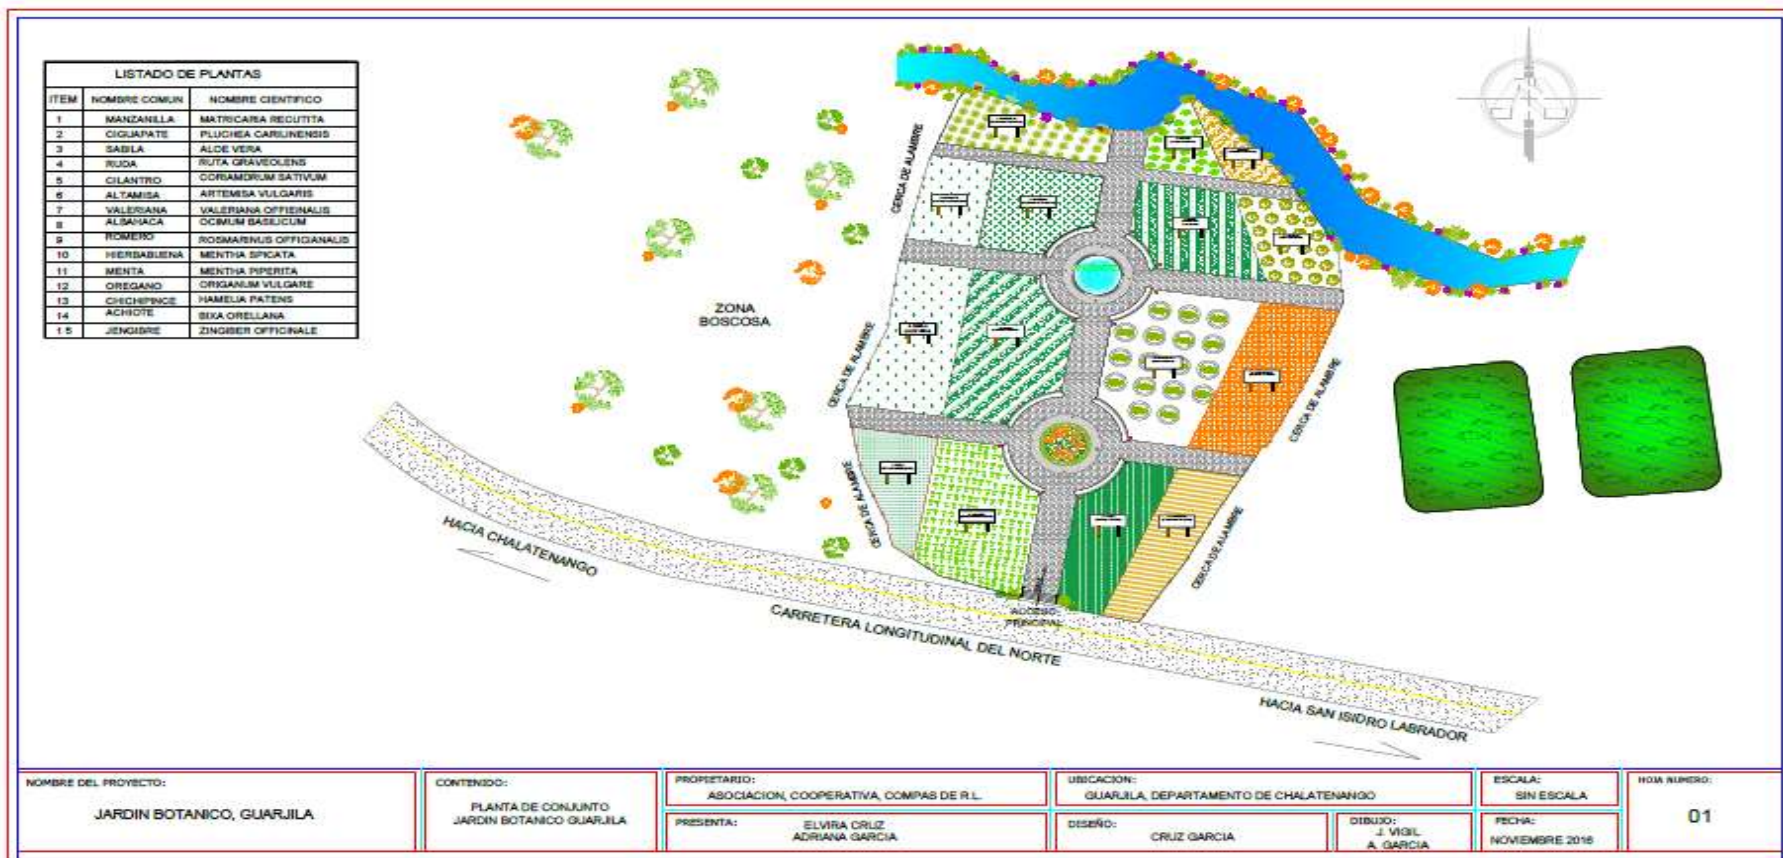 LISTADO DE PLANTAS
ITEM NOMBRE COMUN NOMBRE CIENTIFICO
1 MANZANILLA MATRICARIA RECUTITA
2 CIGUAPATE PLUCHEA CARILINENSIS
3 SABILA ALOE VERA
4 RUDA RUTA GRAVEOLENS
5 CILANTRO CORIAMDRUM SATIVUM
6 ALTAMISA ARTEMISA VULGARIS
7 VALERIANA VALERIANA OFFIEINALIS
8 ALBAHACA OCIMUM BASILICUM
9 ROMERO ROSMARINUS OFFICIANALIS
10 HIERBABUENA MENTHA SPICATA
11 MENTA MENTHA PIPERITA
12 OREGANO ORIGANUM VULGARE
13 CHICHIPINCE HAMELIA PATENS
14 ACHIOTE BIXA ORELLANA
15 JENGIBRE ZINGIBER OFFICINALE
ZONA
BOSCOSA
CERCA DE ALAMBRE
CERCA DE ALAMBRE
CERCA DE ALAMBRE
CERCA DE ALAMBRE
CERCA DE ALAMBRE
ACCESO
PRINCIPAL
HACIA CHALATENANGO
CARRETERA LONGITUDINAL DEL NORTE
HACIA SAN ISIDRO LABRADOR
NOMBRE DEL PROYECTO:
JARDIN BOTANICO, GUARJILA
CONTENIDO:
PLANTA DE CONJUNTO
JARDIN BOTANICO GUARJILA
PROPIETARIO:
ASOCIACION, COOPERATIVA, COMPAS DE R.L.
PRESENTA:
ELVIRA CRUZ
ADRIANA GARCIA
UBICACION:
GUARJILA, DEPARTAMENTO DE CHALATENANGO
DISEÑO:
CRUZ GARCIA
DIBUJO:
J. VIGIL
A. GARCIA
ESCALA:
SIN ESCALA
FECHA:
NOVIEMBRE 2016
HOJA NUMERO:
01